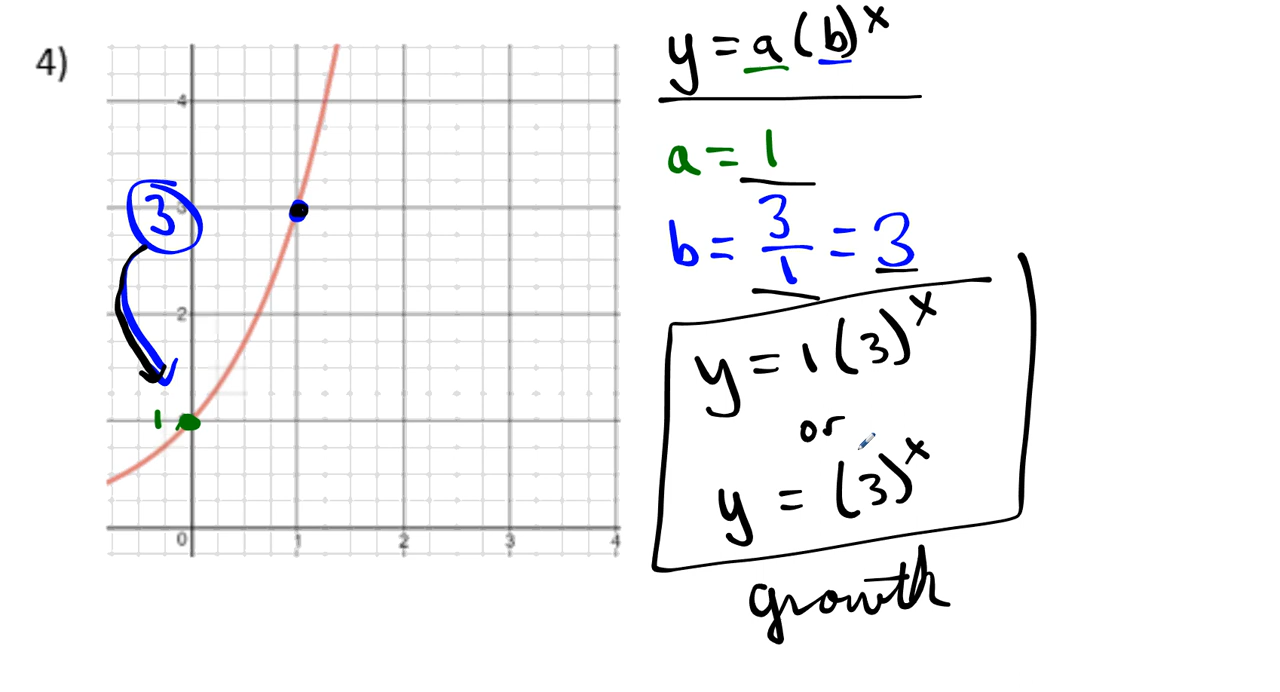 4)
y = a(b)^x
4
a = 1
3
3
b = 3/1 = 3
2
y = 1(3)^x
1
or
y = (3)^x
0 1 2 3 4
growth